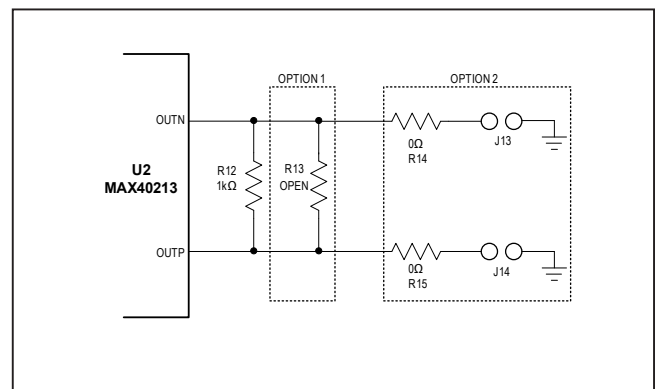 OPTION 1
OPTION 2
OUTN
U2
MAX40213
R12
1kΩ
R13
OPEN
0Ω
R14
J13
OUTP
0Ω
R15
J14